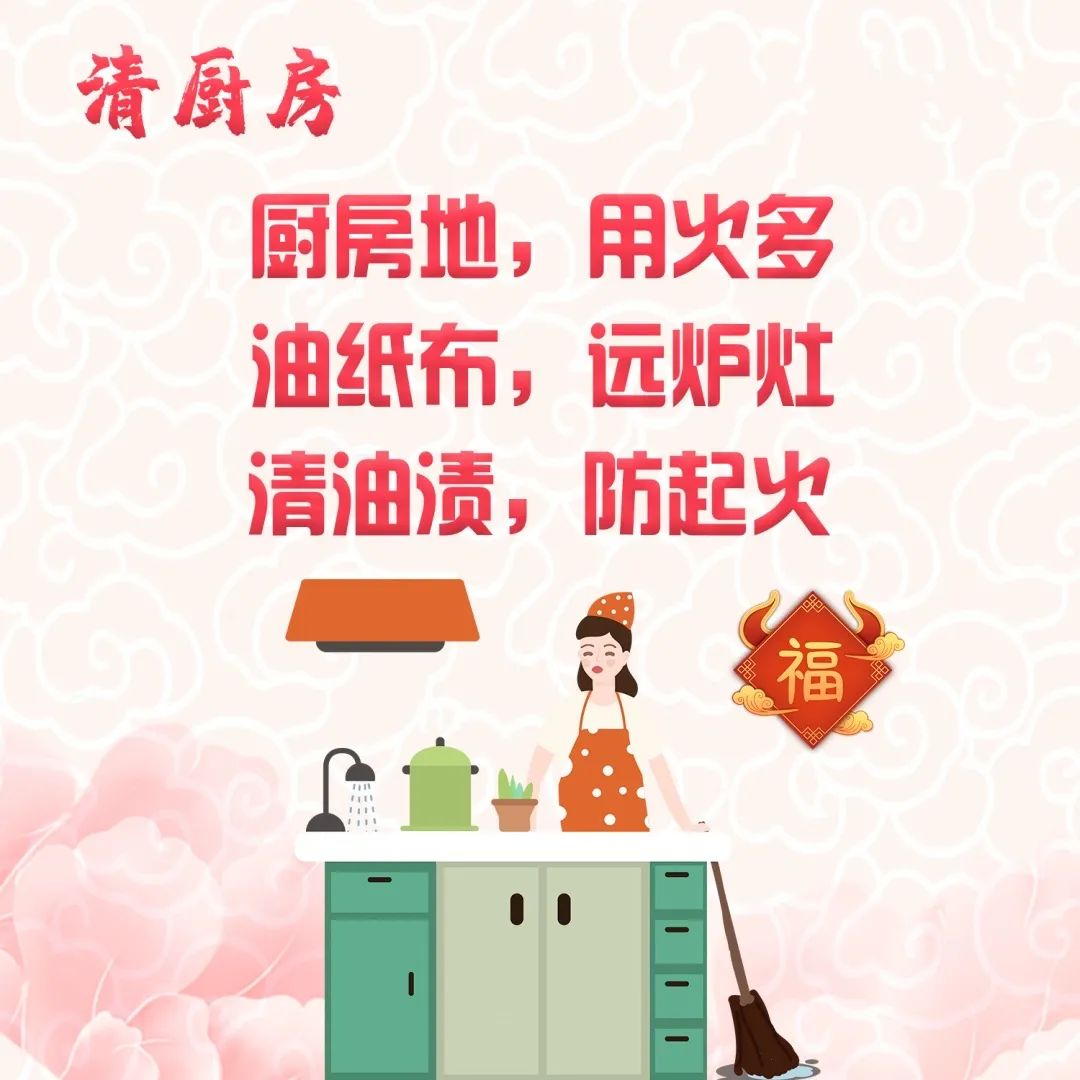 清厨房
厨房地，用火多
油纸布，远炉灶
清油渍，防起火
福